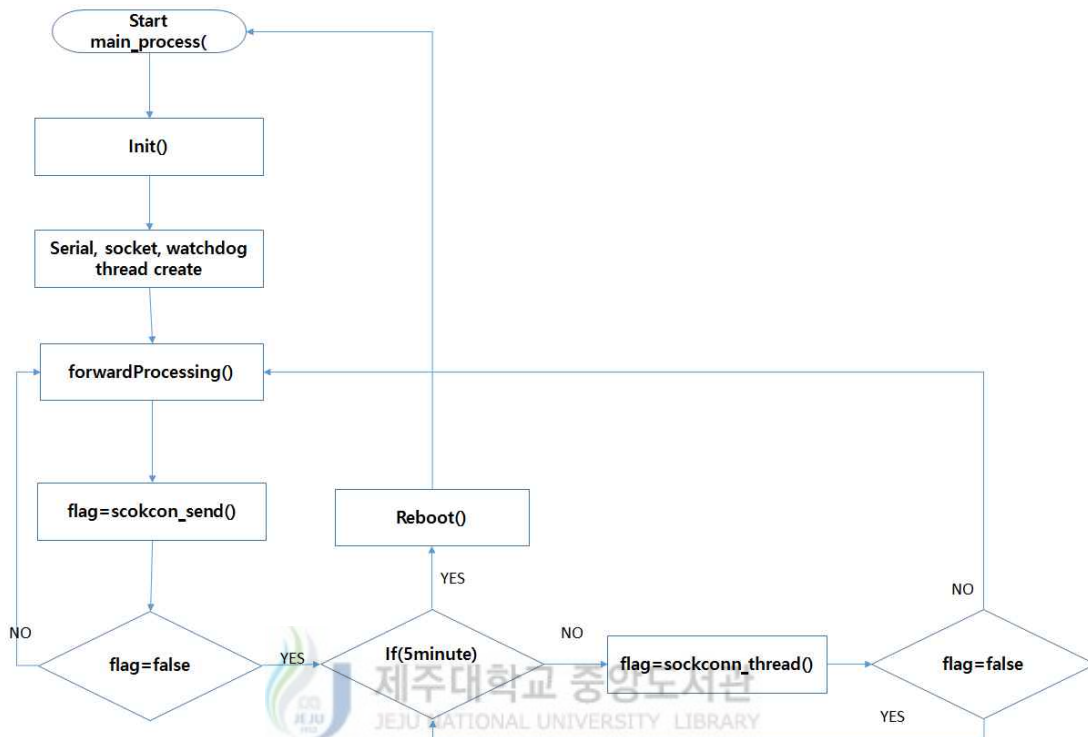 Start
main_process(
Init()
Serial, socket, watchdog
thread create
forwardProcessing()
flag=scokcon_send()
Reboot()
YES
NO
NO
flag=false
YES
If(5minute)
NO
flag=sockconn_thread()
flag=false
YES
제주대학교 중앙도서관
JEJU NATIONAL UNIVERSITY LIBRARY
JEJU
1952